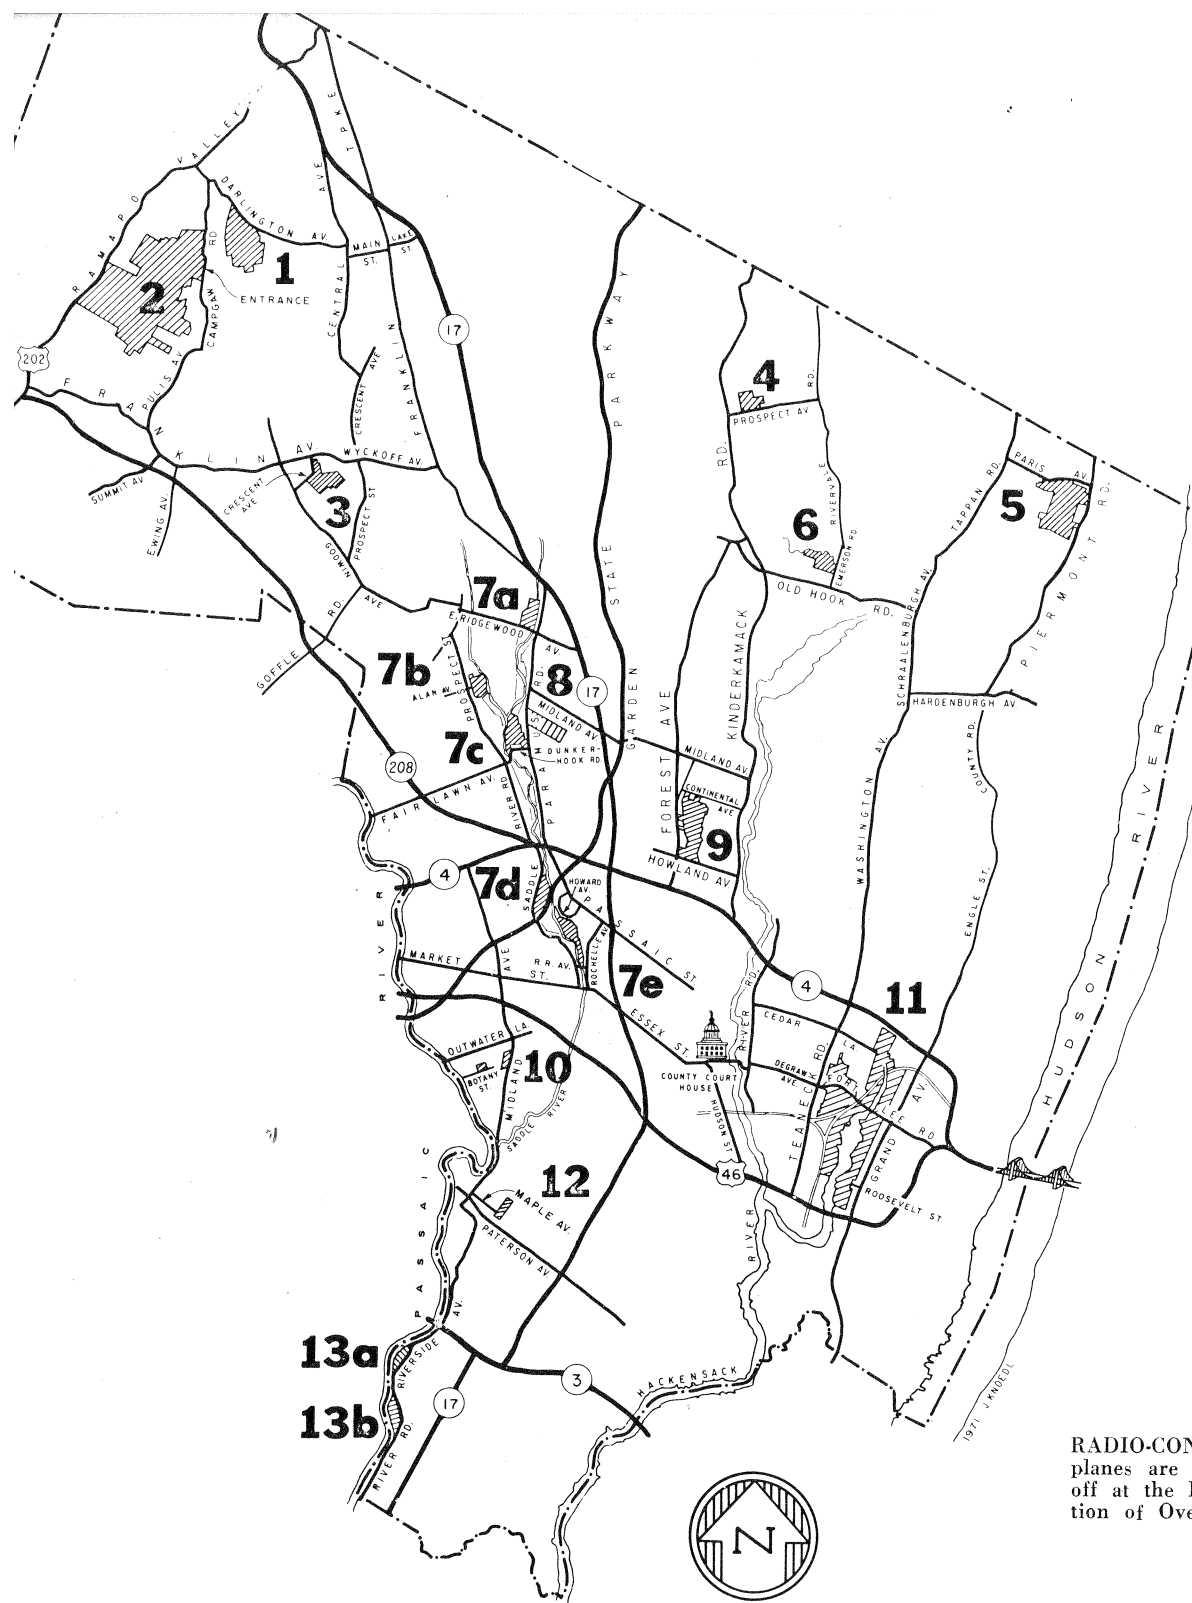 RAMAPO VALLEY
TPKE
AVE
DARLINGTON AV.
MAIN ST.
LAKE ST.
RD
1
ENTRANCE
2
CAMPGAW
CENTRAL
FRANKLIN
17
GARDEN STATE PARKWAY
202
PULIS AV
FRANKLIN AV
CRESCENT AVE
WYCKOFF AV.
4
RD.
PROSPECT AV
SUMMIT AV
EWING AV.
CRESCENT AVE
3
PROSPECT ST
GODWIN AVE
RD.
RIVERVALE
6
EMERSON RD
TAPPAN RD.
PARIS AV.
5
PIERMONT RD.
OLD HOOK RD.
SCHRAALENBURGH AV.
GOFFLE RD.
7a
E.RIDGEWOOD AV
7b
ALAN AV
PROSPECT ST
8
17
PARAMUS RD.
MIDLAND AV.
DUNKER-
HOOK RD.
7c
FOREST AVE
KINDERKAMACK
MIDLAND AV
CONTINENTAL AVE
HARDENBURGH AV.
COUNTY RD.
208
FAIR LAWN AV.
RIVER RD
9
HOWLAND AV
WASHINGTON AV.
ENGLE ST.
HUDSON RIVER
4
7d
SADDLE
HOWARD AV.
PASSAIC ST.
MARKET ST.
AVE
R.R. AV.
ROCHELLE AV
7e
ESSEX ST.
RIVER RD.
4
11
CEDAR LA.
COUNTY COURT
HOUSE
DEGRAW AVE.
FORT LEE RD
TEANECK RD.
HUDSON ST.
GRAND AV.
ROOSEVELT ST.
OUTWATER LA.
BOTANY ST.
10
MIDLAND
SADDLE RIVER
46
12
MAPLE AV.
PATERSON AV.
PASSAIC RIVER
13a
RIVERSIDE AV.
13b
RIVER RD.
17
3
HACKENSACK RIVER
1971 J KNOEDL
N
RADIO-CON
planes are
off at the
tion of Ove